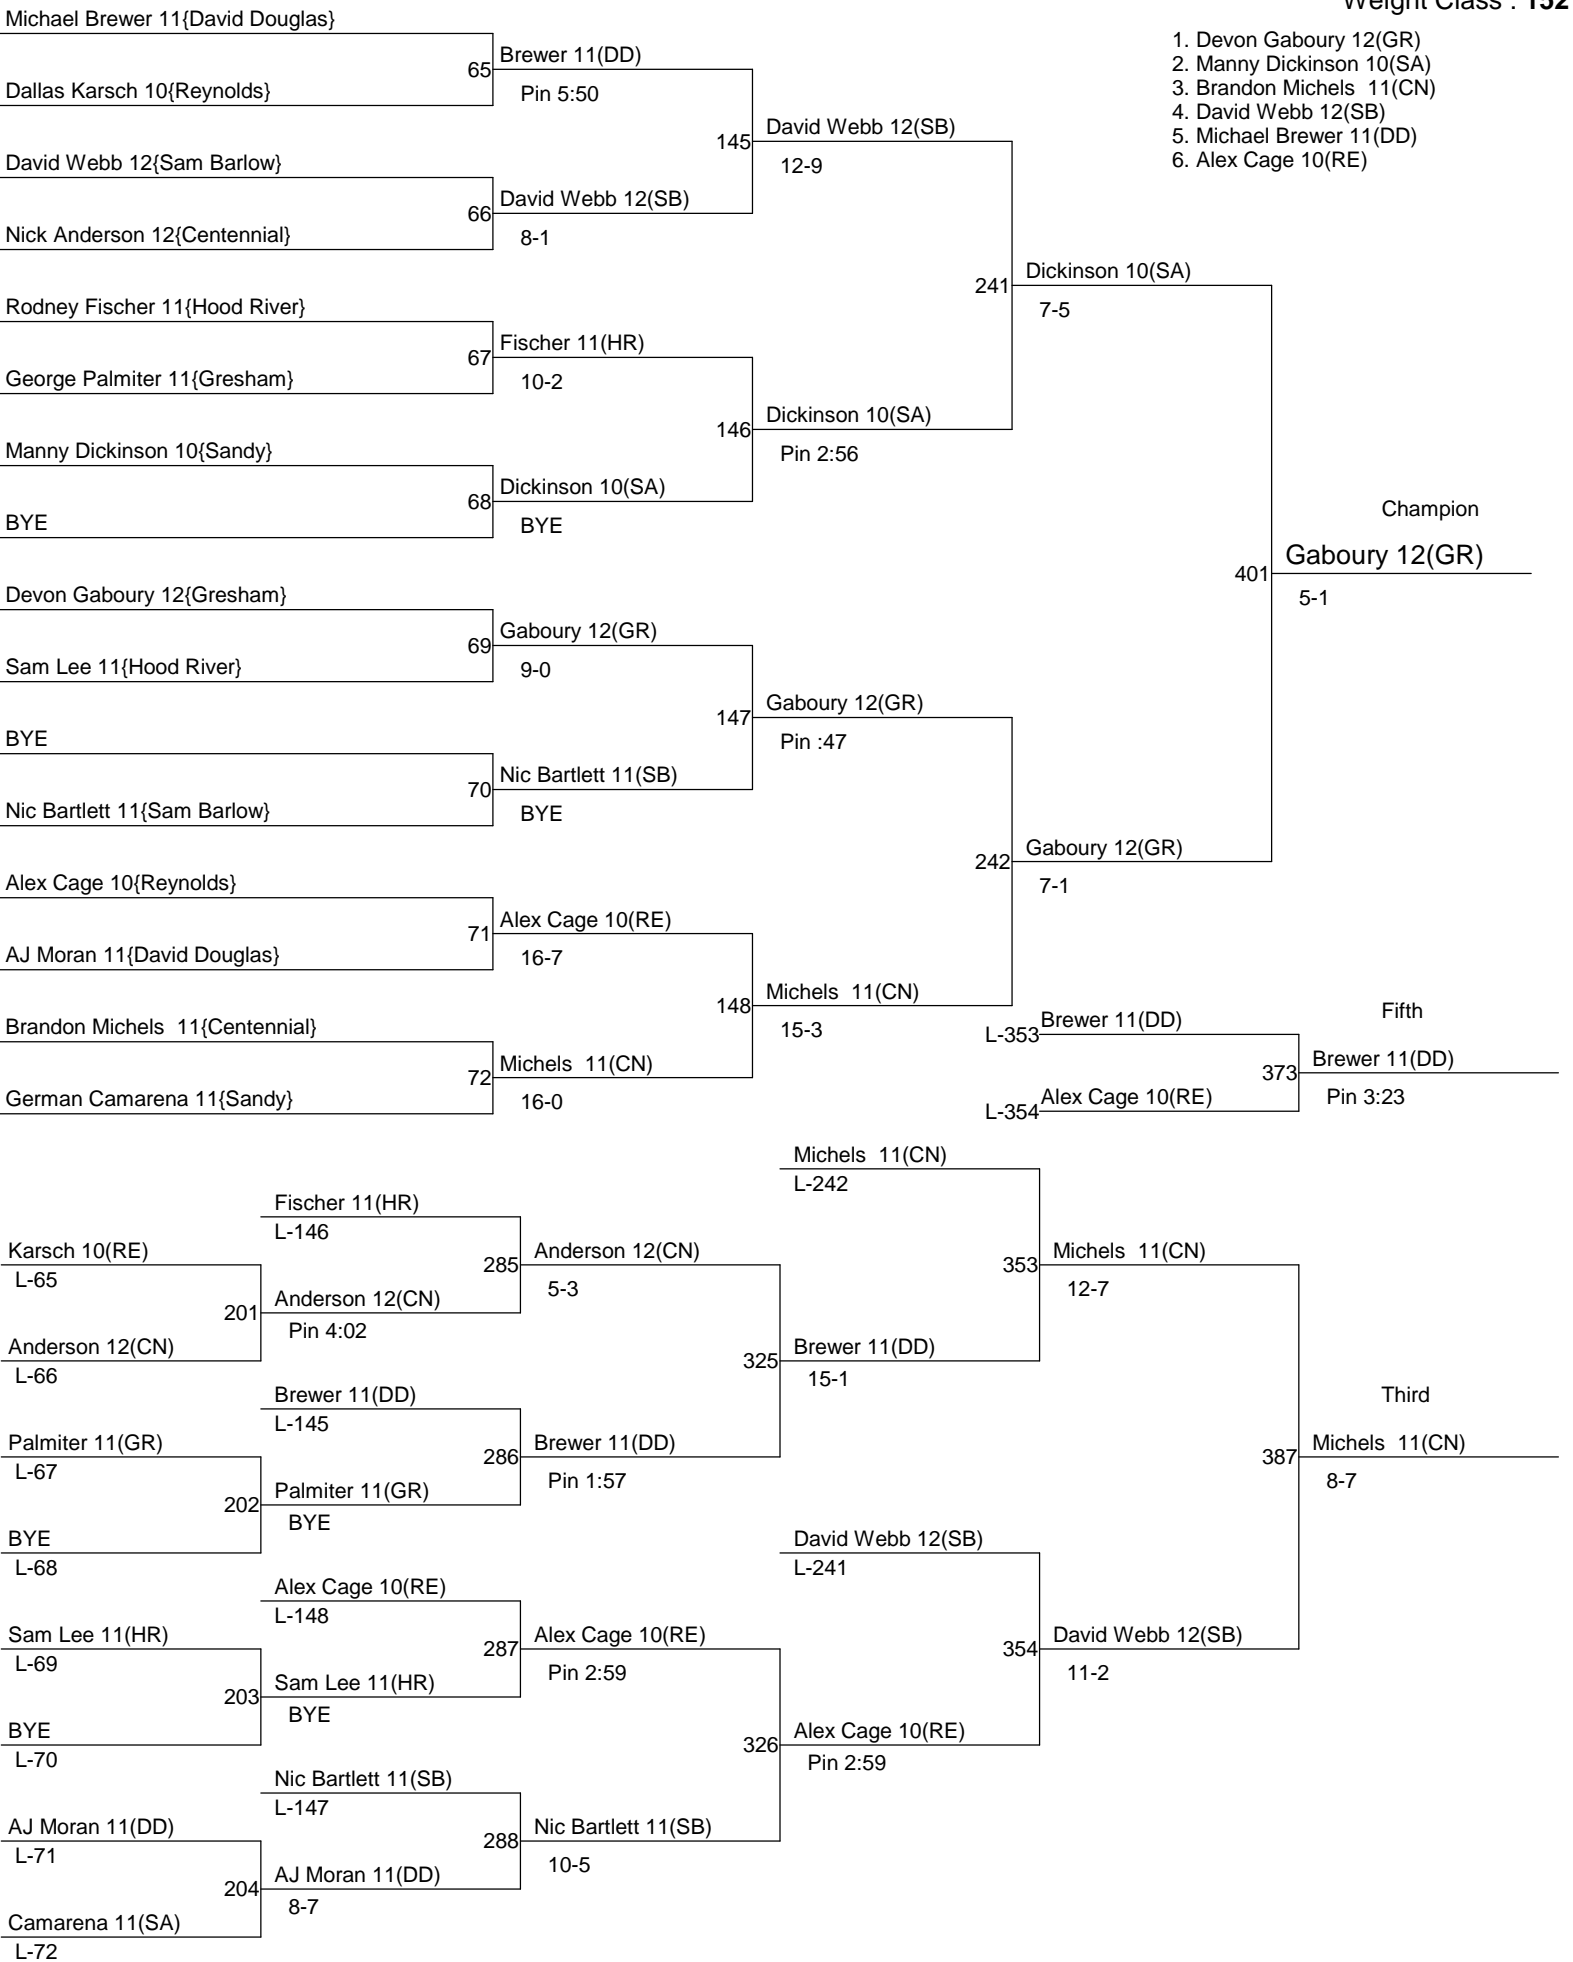 Weight Class : 152
1. Devon Gaboury 12(GR)
2. Manny Dickinson 10(SA)
3. Brandon Michels  11(CN)
4. David Webb 12(SB)
5. Michael Brewer 11(DD)
6. Alex Cage 10(RE)
Michael Brewer 11{David Douglas}
65
Brewer 11(DD)
Pin 5:50
Dallas Karsch 10{Reynolds}
145
David Webb 12(SB)
12-9
David Webb 12{Sam Barlow}
66
David Webb 12(SB)
8-1
Nick Anderson 12{Centennial}
241
Dickinson 10(SA)
7-5
Rodney Fischer 11{Hood River}
67
Fischer 11(HR)
10-2
George Palmiter 11{Gresham}
146
Dickinson 10(SA)
Pin 2:56
Manny Dickinson 10{Sandy}
68
Dickinson 10(SA)
BYE
BYE
Champion
401
Gaboury 12(GR)
5-1
Devon Gaboury 12{Gresham}
69
Gaboury 12(GR)
9-0
Sam Lee 11{Hood River}
147
Gaboury 12(GR)
Pin :47
BYE
70
Nic Bartlett 11(SB)
BYE
Nic Bartlett 11{Sam Barlow}
242
Gaboury 12(GR)
7-1
Alex Cage 10{Reynolds}
71
Alex Cage 10(RE)
16-7
AJ Moran 11{David Douglas}
148
Michels  11(CN)
15-3
Brandon Michels  11{Centennial}
72
Michels  11(CN)
16-0
German Camarena 11{Sandy}
Fifth
L-353
Brewer 11(DD)
373
Brewer 11(DD)
Pin 3:23
L-354
Alex Cage 10(RE)
Michels  11(CN)
L-242
Fischer 11(HR)
L-146
Karsch 10(RE)
L-65
285
Anderson 12(CN)
5-3
353
Michels  11(CN)
12-7
201
Anderson 12(CN)
Pin 4:02
Anderson 12(CN)
L-66
325
Brewer 11(DD)
15-1
Brewer 11(DD)
L-145
Third
Palmiter 11(GR)
L-67
286
Brewer 11(DD)
Pin 1:57
387
Michels  11(CN)
8-7
202
Palmiter 11(GR)
BYE
BYE
L-68
David Webb 12(SB)
L-241
Alex Cage 10(RE)
L-148
Sam Lee 11(HR)
L-69
287
Alex Cage 10(RE)
Pin 2:59
354
David Webb 12(SB)
11-2
203
Sam Lee 11(HR)
BYE
BYE
L-70
326
Alex Cage 10(RE)
Pin 2:59
Nic Bartlett 11(SB)
L-147
AJ Moran 11(DD)
L-71
288
Nic Bartlett 11(SB)
10-5
204
AJ Moran 11(DD)
8-7
Camarena 11(SA)
L-72